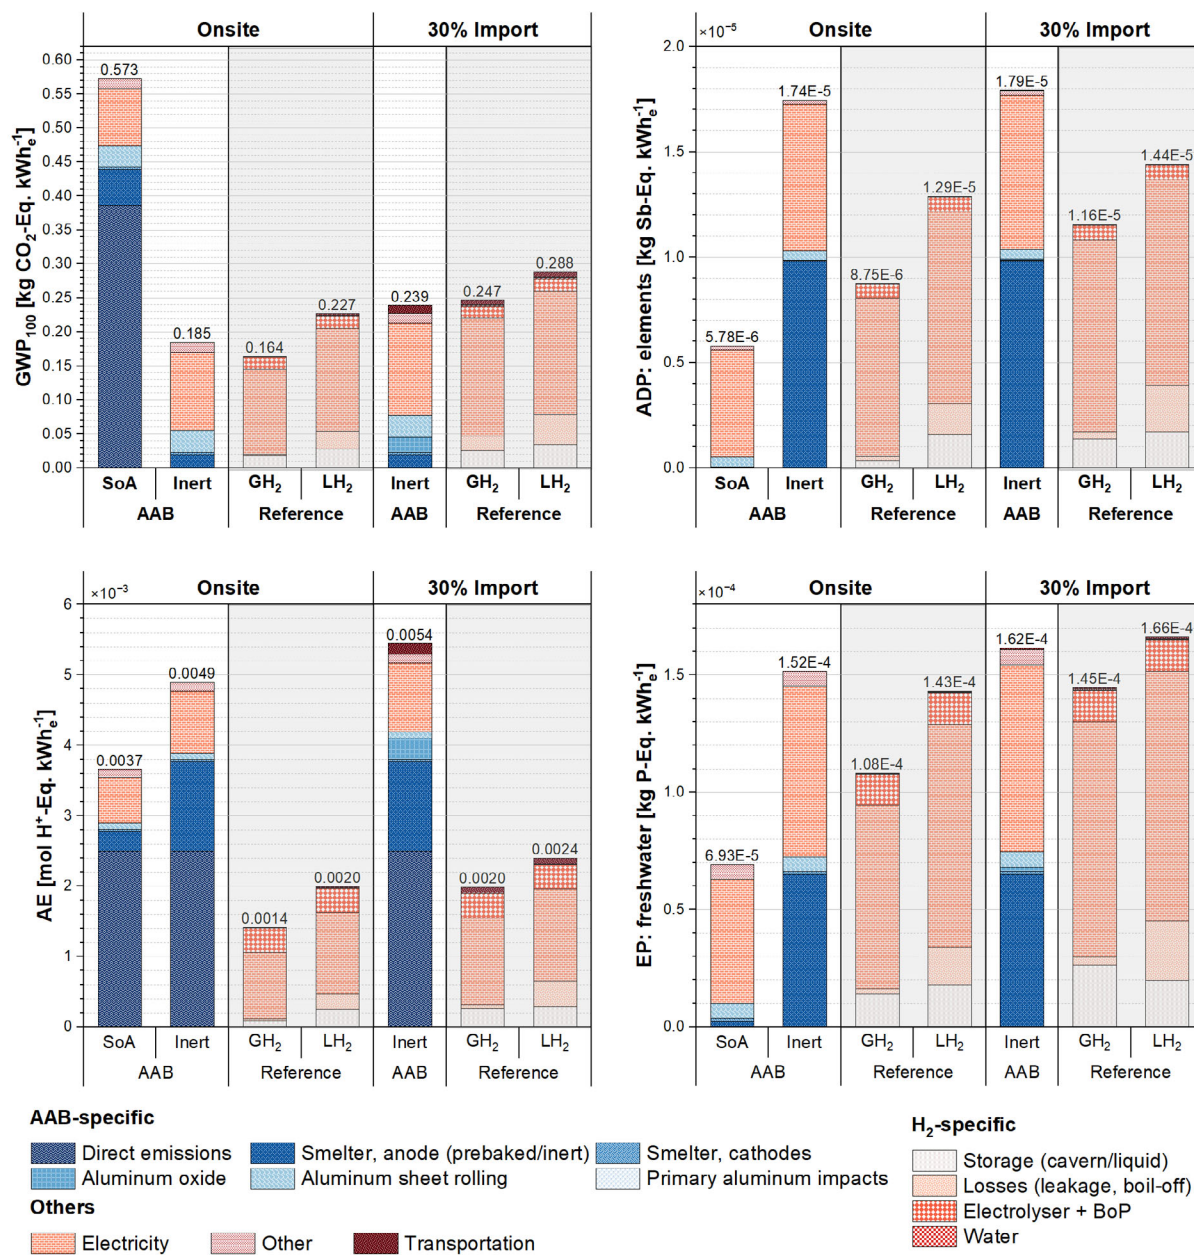 Onsite
30% Import
GWP₁₀₀ [kg CO₂-Eq. kWhₑ⁻¹]
0.60
0.55
0.50
0.45
0.40
0.35
0.30
0.25
0.20
0.15
0.10
0.05
0.00
0.573
0.185
0.164
0.227
0.239
0.247
0.288
SoA
Inert
GH₂
LH₂
Inert
GH₂
LH₂
AAB
Reference
AAB
Reference
Onsite
30% Import
ADP: elements [kg Sb-Eq. kWhₑ⁻¹]
×10⁻⁵
2.0
1.5
1.0
0.5
0.0
5.78E-6
1.74E-5
8.75E-6
1.29E-5
1.79E-5
1.16E-5
1.44E-5
SoA
Inert
GH₂
LH₂
Inert
GH₂
LH₂
AAB
Reference
AAB
Reference
Onsite
30% Import
AE [mol H⁺-Eq. kWhₑ⁻¹]
×10⁻³
6
5
4
3
2
1
0
0.0037
0.0049
0.0014
0.0020
0.0054
0.0020
0.0024
SoA
Inert
GH₂
LH₂
Inert
GH₂
LH₂
AAB
Reference
AAB
Reference
Onsite
30% Import
EP: freshwater [kg P-Eq. kWhₑ⁻¹]
×10⁻⁴
1.5
1.0
0.5
0.0
6.93E-5
1.52E-4
1.08E-4
1.43E-4
1.62E-4
1.45E-4
1.66E-4
SoA
Inert
GH₂
LH₂
Inert
GH₂
LH₂
AAB
Reference
AAB
Reference
AAB-specific
Direct emissions
Smelter, anode (prebaked/inert)
Smelter, cathodes
Aluminum oxide
Aluminum sheet rolling
Primary aluminum impacts
Others
Electricity
Other
Transportation
H₂-specific
Storage (cavern/liquid)
Losses (leakage, boil-off)
Electrolyser + BoP
Water